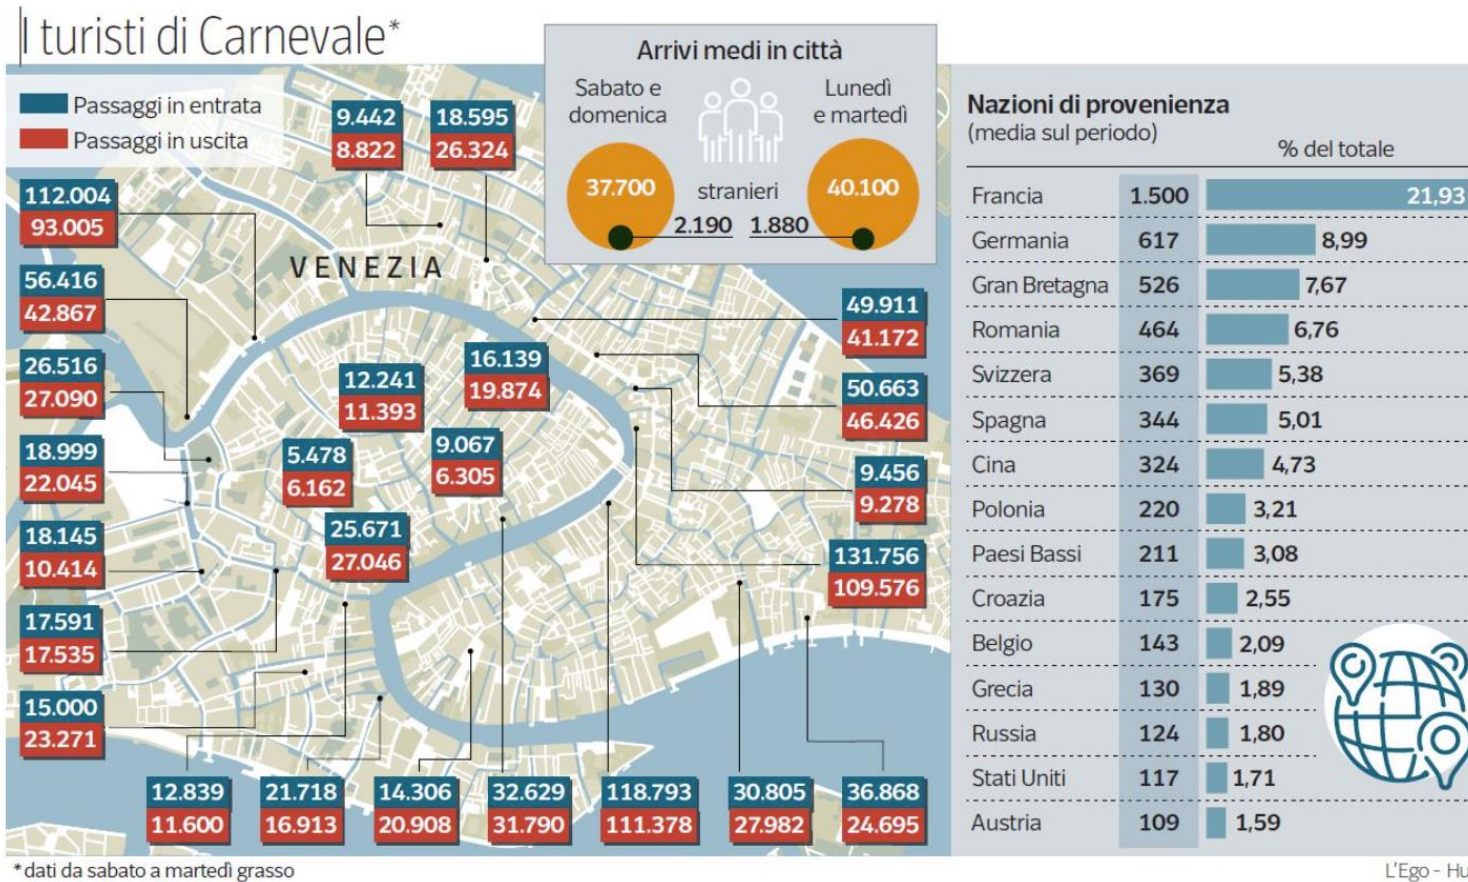 I turisti di Carnevale*
Passaggi in entrata
Passaggi in uscita
9.442
8.822
18.595
26.324
112.004
93.005
56.416
42.867
26.516
27.090
18.999
22.045
18.145
10.414
17.591
17.535
15.000
23.271
VENEZIA
16.139
19.874
12.241
11.393
9.067
6.305
5.478
6.162
25.671
27.046
49.911
41.172
50.663
46.426
9.456
9.278
131.756
109.576
12.839
11.600
21.718
16.913
14.306
20.908
32.629
31.790
118.793
111.378
30.805
27.982
36.868
24.695
Arrivi medi in città
Sabato e
domenica
Lunedì
e martedì
37.700
stranieri
40.100
2.190 1.880
Nazioni di provenienza
(media sul periodo)
% del totale
Francia 1.500 21,93
Germania 617 8,99
Gran Bretagna 526 7,67
Romania 464 6,76
Svizzera 369 5,38
Spagna 344 5,01
Cina 324 4,73
Polonia 220 3,21
Paesi Bassi 211 3,08
Croazia 175 2,55
Belgio 143 2,09
Grecia 130 1,89
Russia 124 1,80
Stati Uniti 117 1,71
Austria 109 1,59
*dati da sabato a martedì grasso
L'Ego - Hu